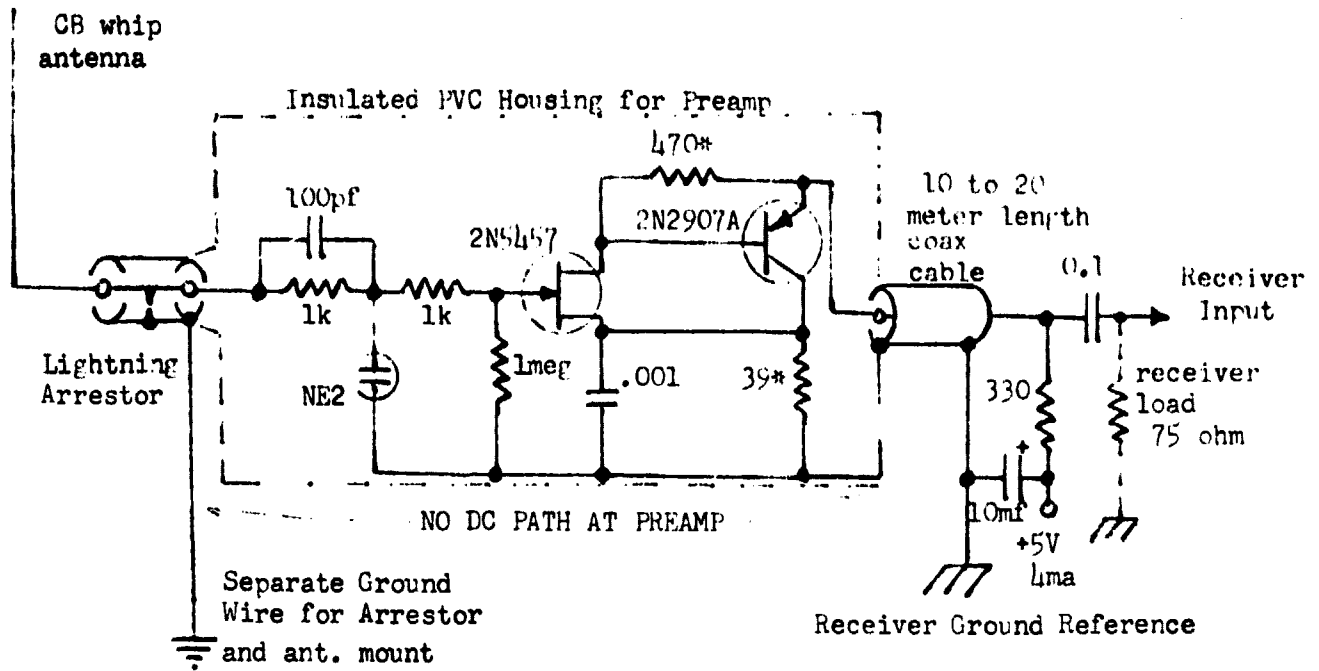 CB whip
antenna
Insulated PVC Housing for Preamp
470*
100pf
2N5457
2N2907A
10 to 20
meter length
coax
cable
0.1
Receiver
Input
1k
1k
Lightning
Arrestor
NE2
1meg
.001
39*
330
receiver
load
75 ohm
+
10mf
+5V
4ma
NO DC PATH AT PREAMP
Separate Ground
Wire for Arrestor
and ant. mount
Receiver Ground Reference